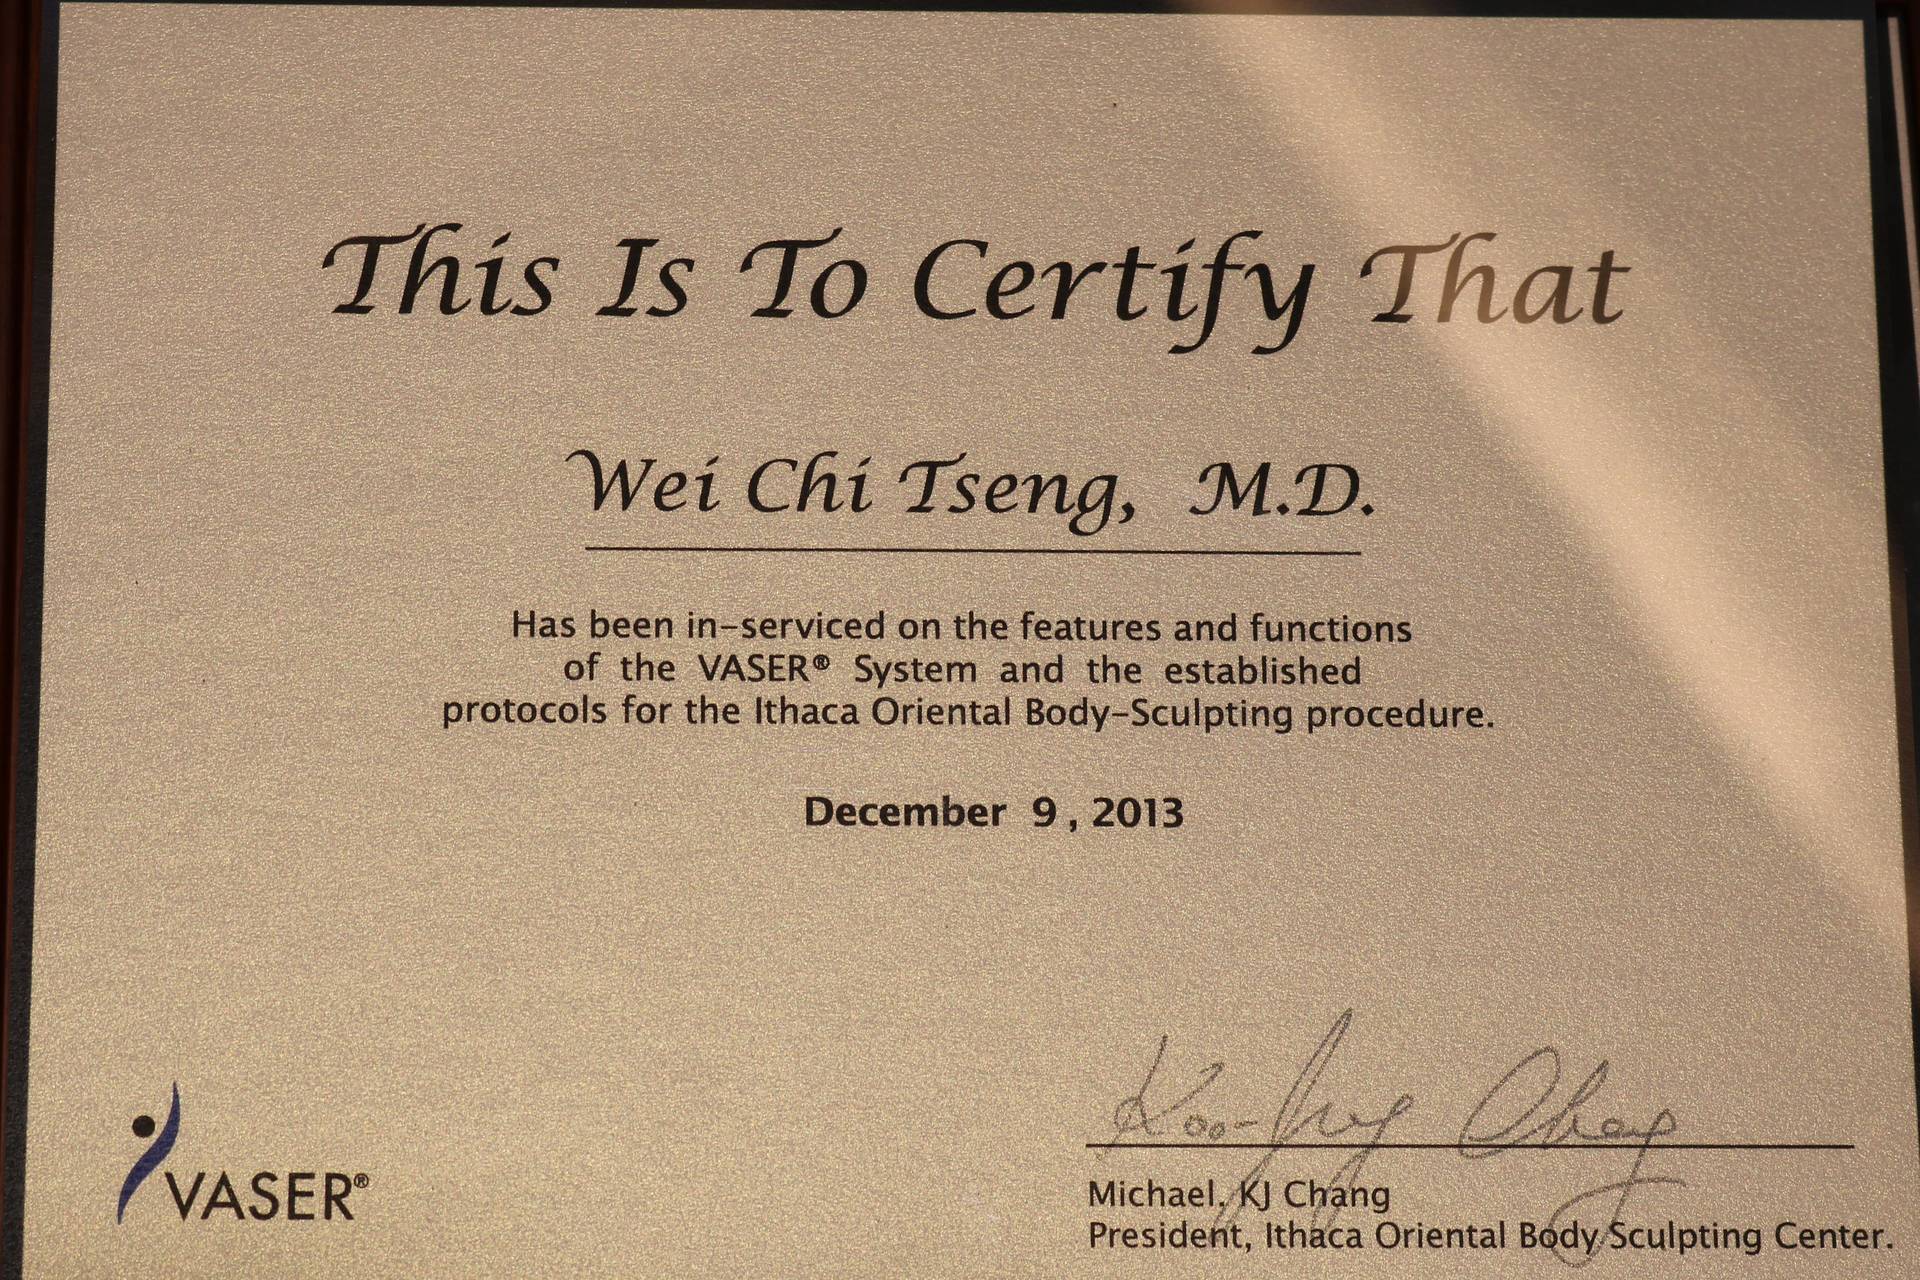 This Is To Certify That
Wei Chi Tseng, M.D.
Has been in-serviced on the features and functions
of the VASER® System and the established
protocols for the Ithaca Oriental Body-Sculpting procedure.
December 9 , 2013
VASER®
Michael. KJ Chang
President, Ithaca Oriental Body Sculpting Center.